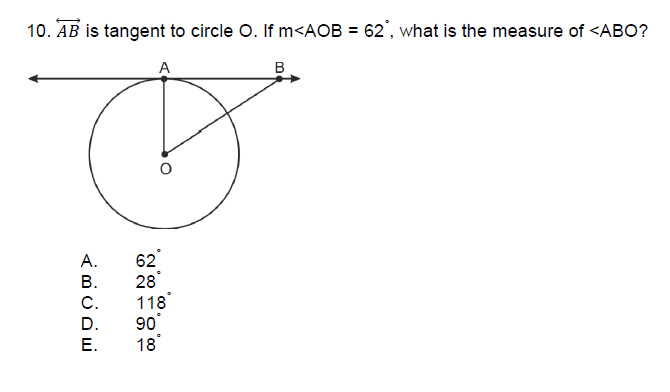 10. AB is tangent to circle O. If m<AOB = 62°, what is the measure of <ABO?
A B
O
A. 62°
B. 28°
C. 118°
D. 90°
E. 18°